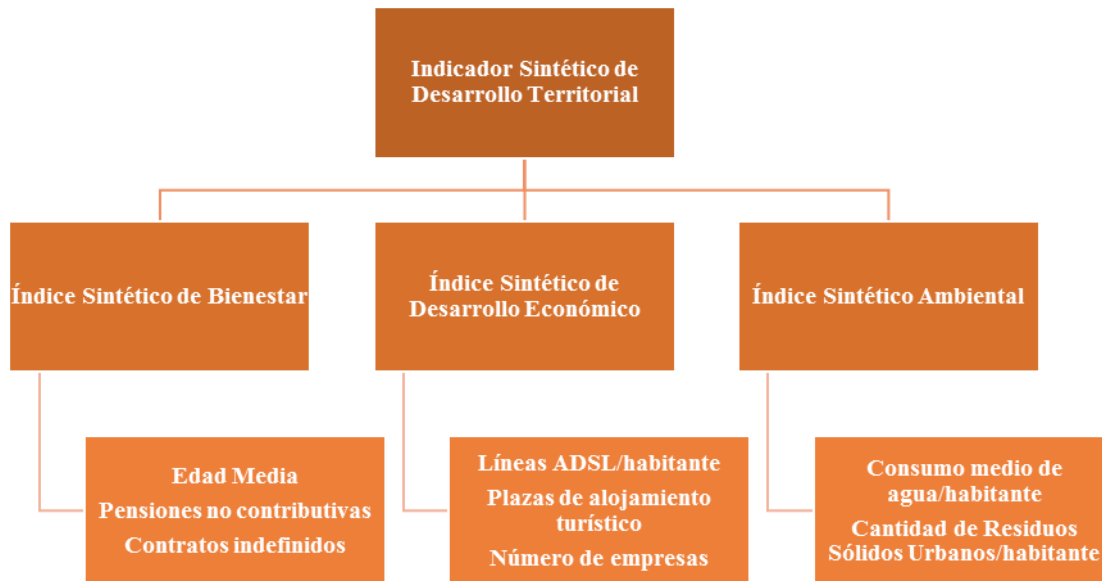 Indicador Sintético de
Desarrollo Territorial
Índice Sintético de Bienestar
Índice Sintético de
Desarrollo Económico
Índice Sintético Ambiental
Edad Media
Pensiones no contributivas
Contratos indefinidos
Líneas ADSL/habitante
Plazas de alojamiento
turístico
Número de empresas
Consumo medio de
agua/habitante
Cantidad de Residuos
Sólidos Urbanos/habitante